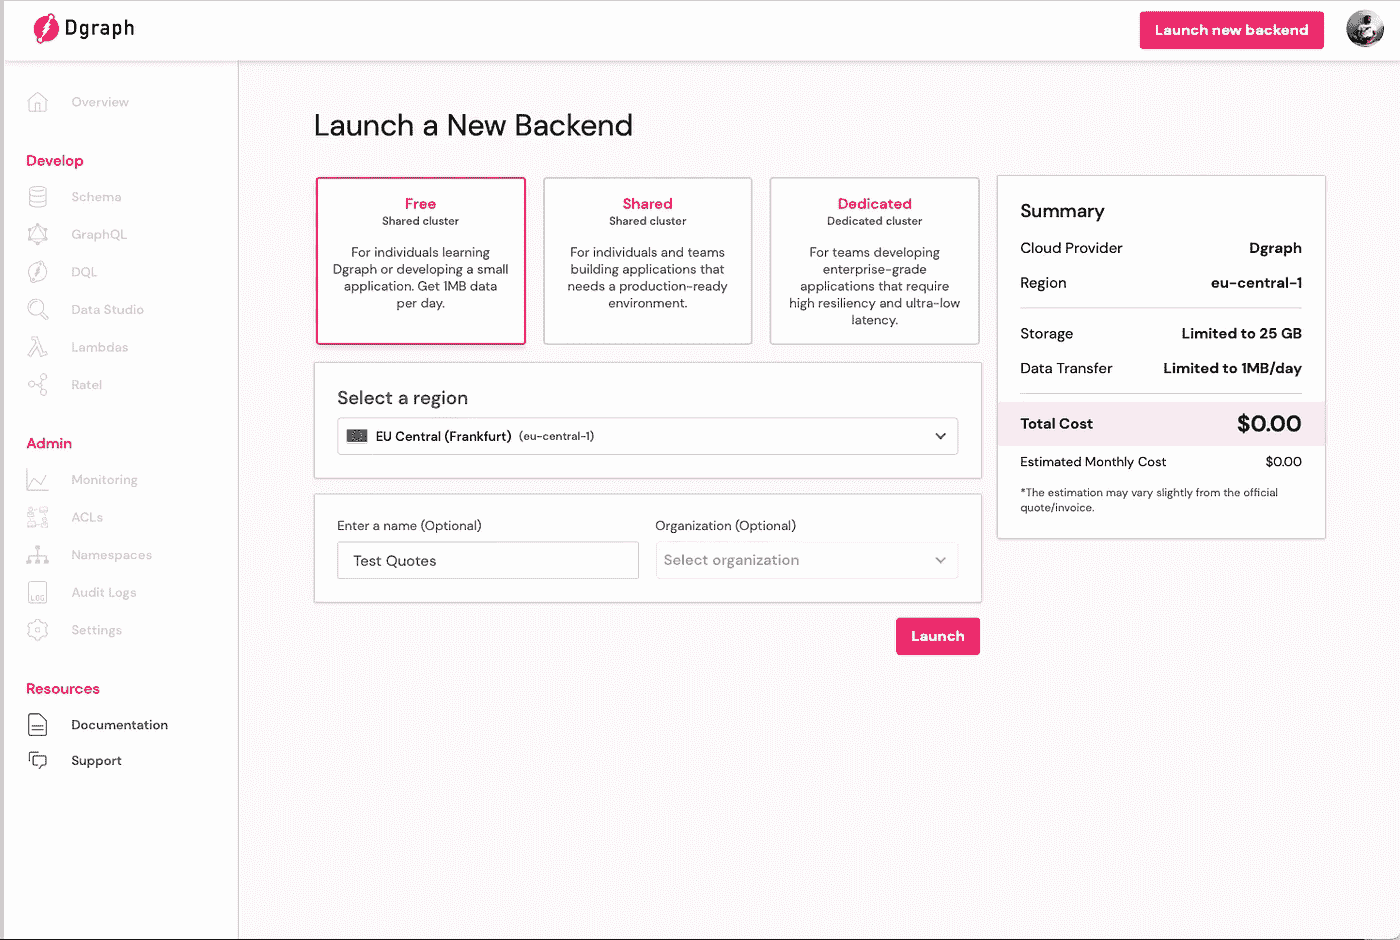 Dgraph
Launch new backend
Overview
Develop
Schema
GraphQL
DQL
Data Studio
Lambdas
Ratel
Admin
Monitoring
ACLs
Namespaces
LOG
Audit Logs
Settings
Resources
Documentation
Support
Launch a New Backend
Free
Shared cluster
For individuals learning
Dgraph or developing a small
application. Get 1MB data
per day.
Shared
Shared cluster
For individuals and teams
building applications that
needs a production-ready
environment.
Dedicated
Dedicated cluster
For teams developing
enterprise-grade
applications that require
high resiliency and ultra-low
latency.
Select a region
EU Central (Frankfurt) (eu-central-1)
Enter a name (Optional)
Test Quotes
Organization (Optional)
Select organization
Launch
Summary
Cloud Provider Dgraph
Region eu-central-1
Storage Limited to 25 GB
Data Transfer Limited to 1MB/day
Total Cost $0.00
Estimated Monthly Cost $0.00
*The estimation may vary slightly from the official
quote/invoice.